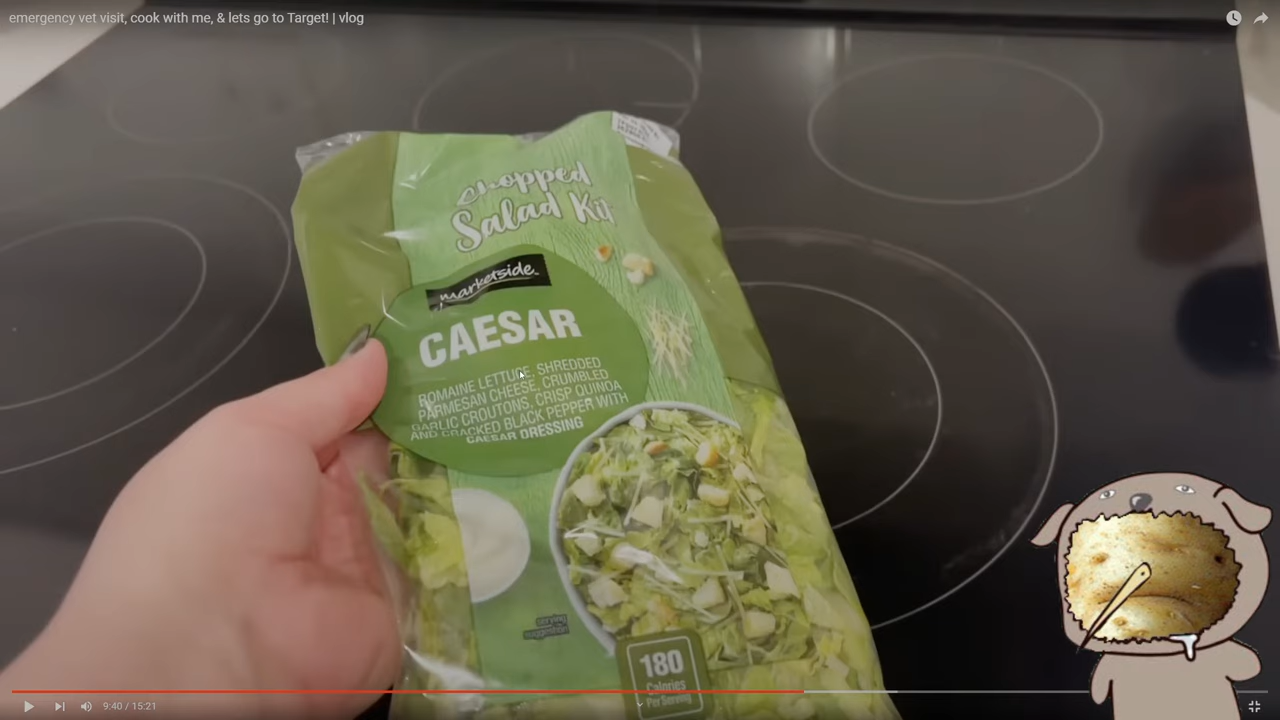 emergency vet visit, cook with me, & lets go to Target! | vlog
Chopped
Salad Kit
marketside
CAESAR
ROMAINE LETTUCE, SHREDDED
PARMESAN CHEESE, CRUMBLED
GARLIC CROUTONS, CRISP QUINOA
AND CRACKED BLACK PEPPER WITH
CAESAR DRESSING
serving
suggestion
180
Calories
Per Serving
9:40 / 15:21